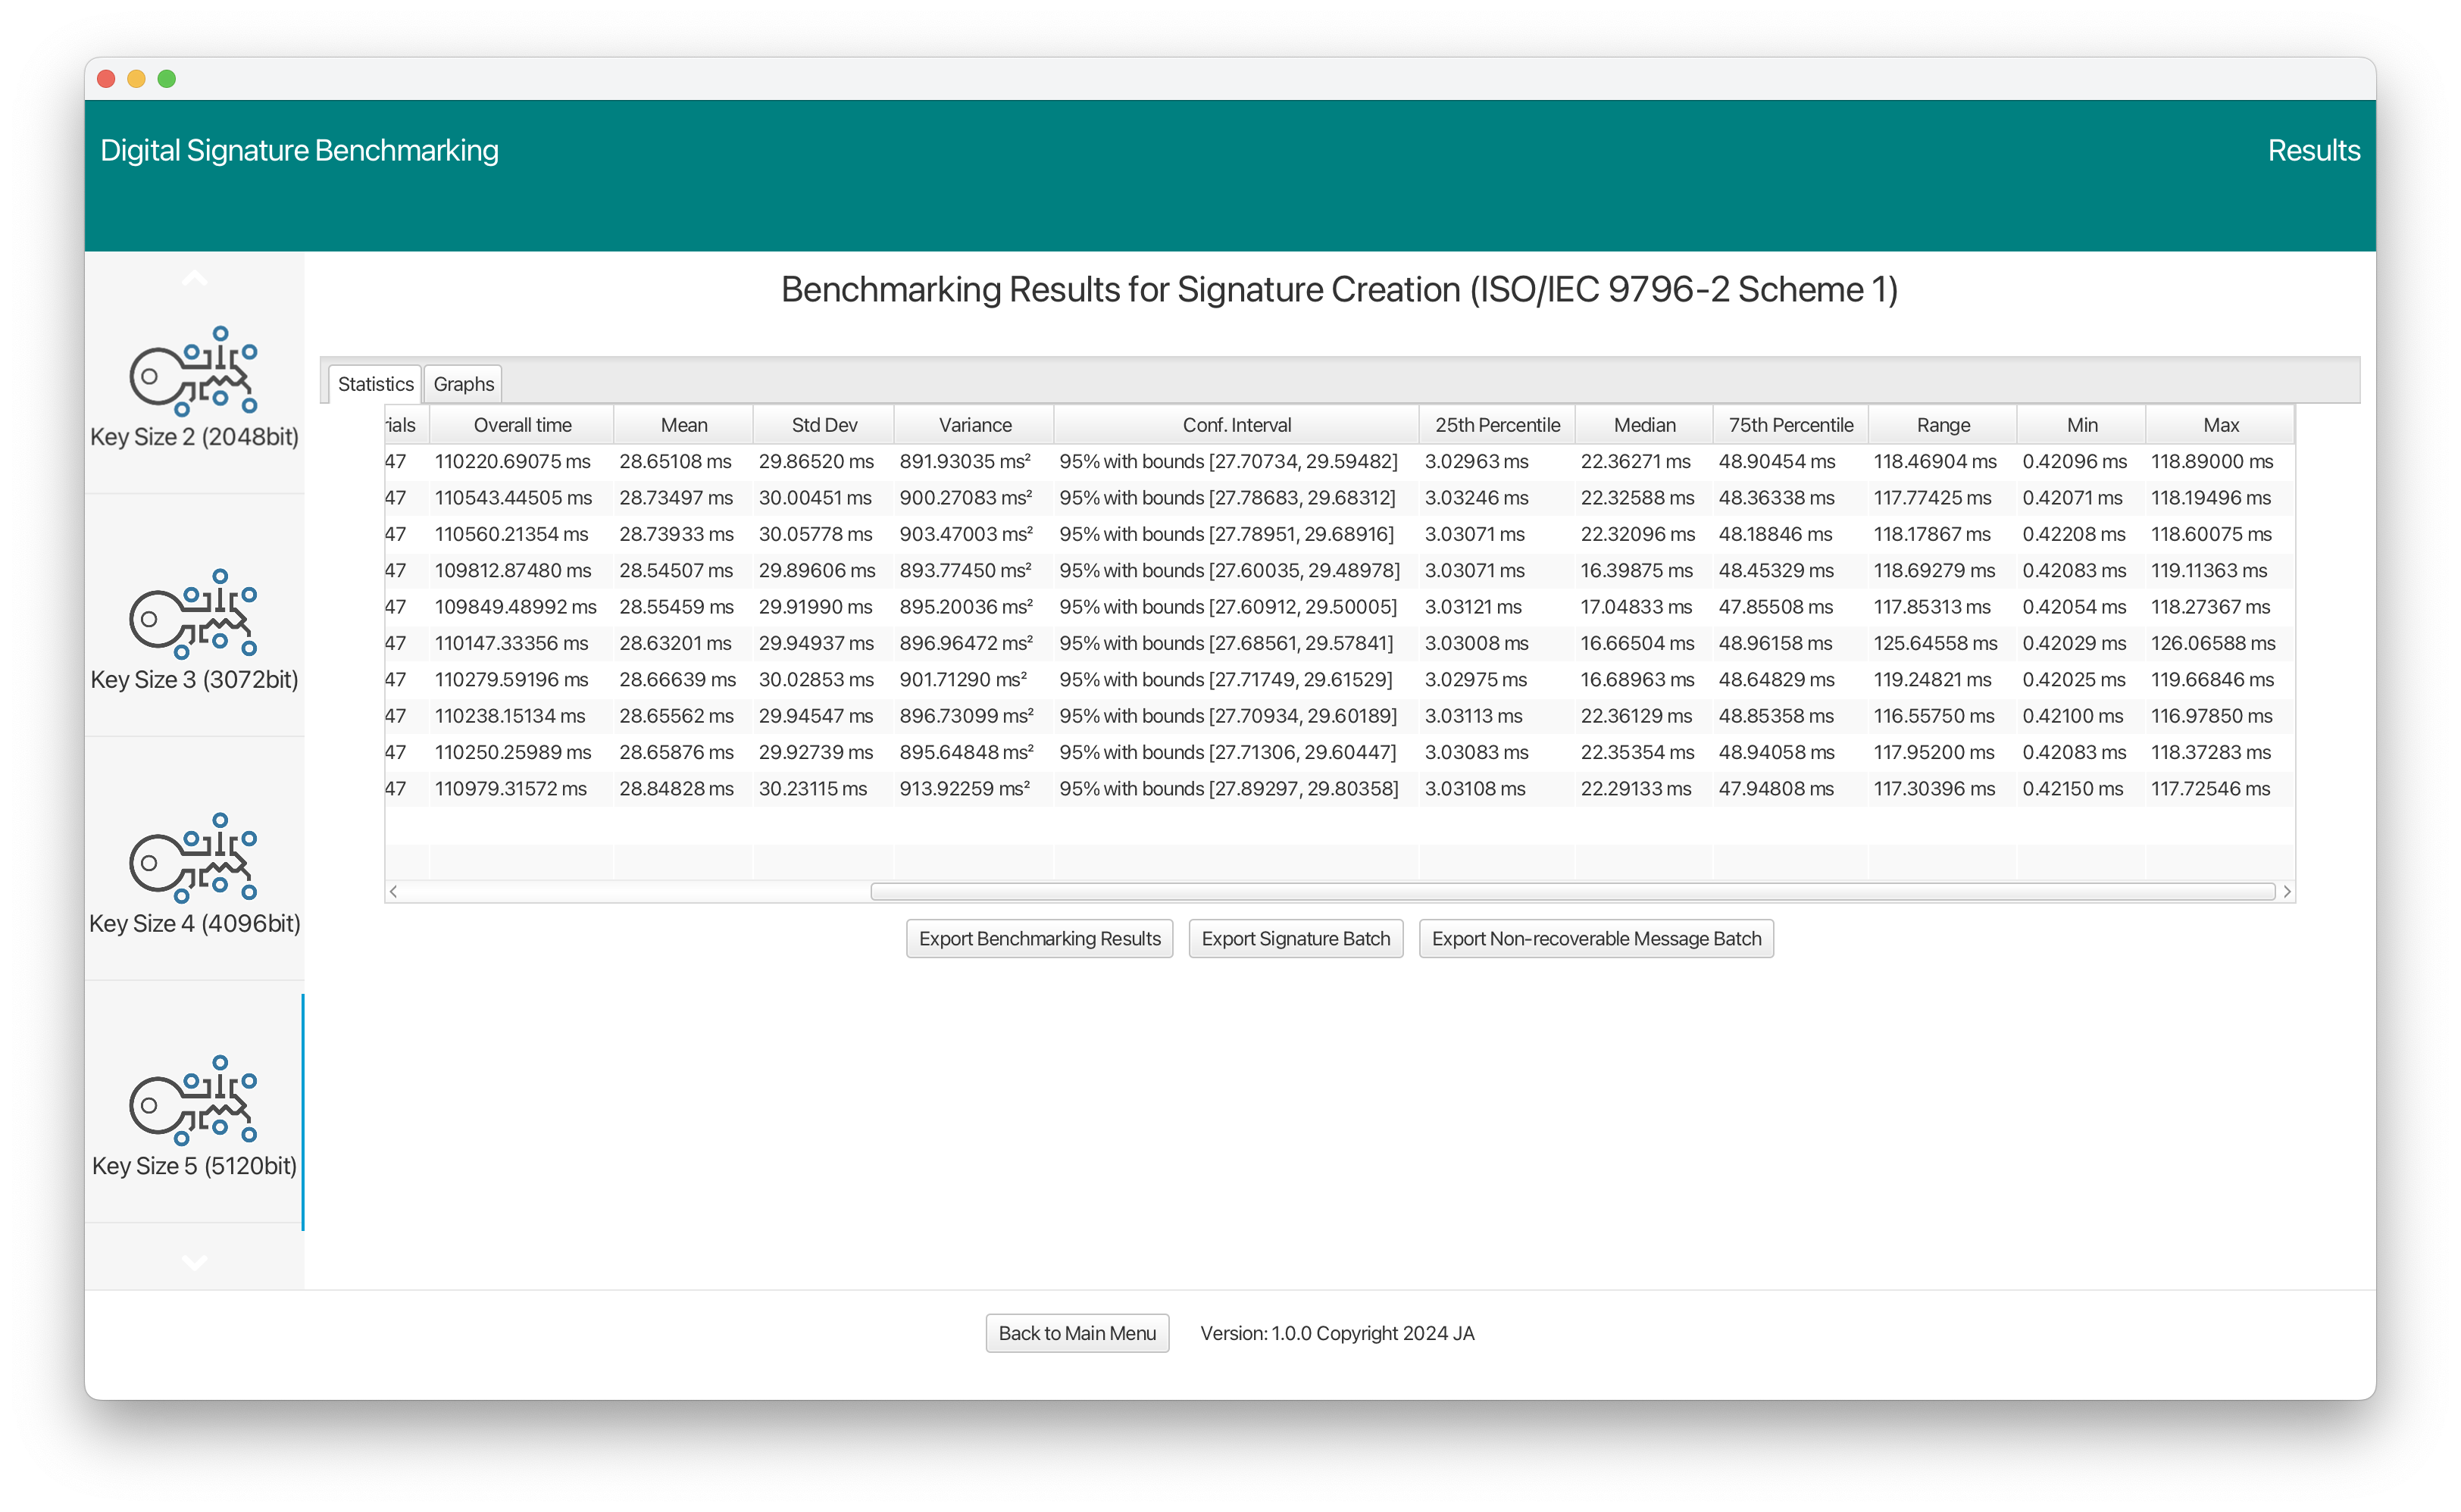 Digital Signature Benchmarking
Results
Key Size 2 (2048bit)
Key Size 3 (3072bit)
Key Size 4 (4096bit)
Key Size 5 (5120bit)
Benchmarking Results for Signature Creation (ISO/IEC 9796-2 Scheme 1)
Statistics Graphs
rials Overall time Mean Std Dev Variance Conf. Interval 25th Percentile Median 75th Percentile Range Min Max
47 110220.69075 ms 28.65108 ms 29.86520 ms 891.93035 ms² 95% with bounds [27.70734, 29.59482] 3.02963 ms 22.36271 ms 48.90454 ms 118.46904 ms 0.42096 ms 118.89000 ms
47 110543.44505 ms 28.73497 ms 30.00451 ms 900.27083 ms² 95% with bounds [27.78683, 29.68312] 3.03246 ms 22.32588 ms 48.36338 ms 117.77425 ms 0.42071 ms 118.19496 ms
47 110560.21354 ms 28.73933 ms 30.05778 ms 903.47003 ms² 95% with bounds [27.78951, 29.68916] 3.03071 ms 22.32096 ms 48.18846 ms 118.17867 ms 0.42208 ms 118.60075 ms
47 109812.87480 ms 28.54507 ms 29.89606 ms 893.77450 ms² 95% with bounds [27.60035, 29.48978] 3.03071 ms 16.39875 ms 48.45329 ms 118.69279 ms 0.42083 ms 119.11363 ms
47 109849.48992 ms 28.55459 ms 29.91990 ms 895.20036 ms² 95% with bounds [27.60912, 29.50005] 3.03121 ms 17.04833 ms 47.85508 ms 117.85313 ms 0.42054 ms 118.27367 ms
47 110147.33356 ms 28.63201 ms 29.94937 ms 896.96472 ms² 95% with bounds [27.68561, 29.57841] 3.03008 ms 16.66504 ms 48.96158 ms 125.64558 ms 0.42029 ms 126.06588 ms
47 110279.59196 ms 28.66639 ms 30.02853 ms 901.71290 ms² 95% with bounds [27.71749, 29.61529] 3.02975 ms 16.68963 ms 48.64829 ms 119.24821 ms 0.42025 ms 119.66846 ms
47 110238.15134 ms 28.65562 ms 29.94547 ms 896.73099 ms² 95% with bounds [27.70934, 29.60189] 3.03113 ms 22.36129 ms 48.85358 ms 116.55750 ms 0.42100 ms 116.97850 ms
47 110250.25989 ms 28.65876 ms 29.92739 ms 895.64848 ms² 95% with bounds [27.71306, 29.60447] 3.03083 ms 22.35354 ms 48.94058 ms 117.95200 ms 0.42083 ms 118.37283 ms
47 110979.31572 ms 28.84828 ms 30.23115 ms 913.92259 ms² 95% with bounds [27.89297, 29.80358] 3.03108 ms 22.29133 ms 47.94808 ms 117.30396 ms 0.42150 ms 117.72546 ms
Export Benchmarking Results Export Signature Batch Export Non-recoverable Message Batch
Back to Main Menu Version: 1.0.0 Copyright 2024 JA